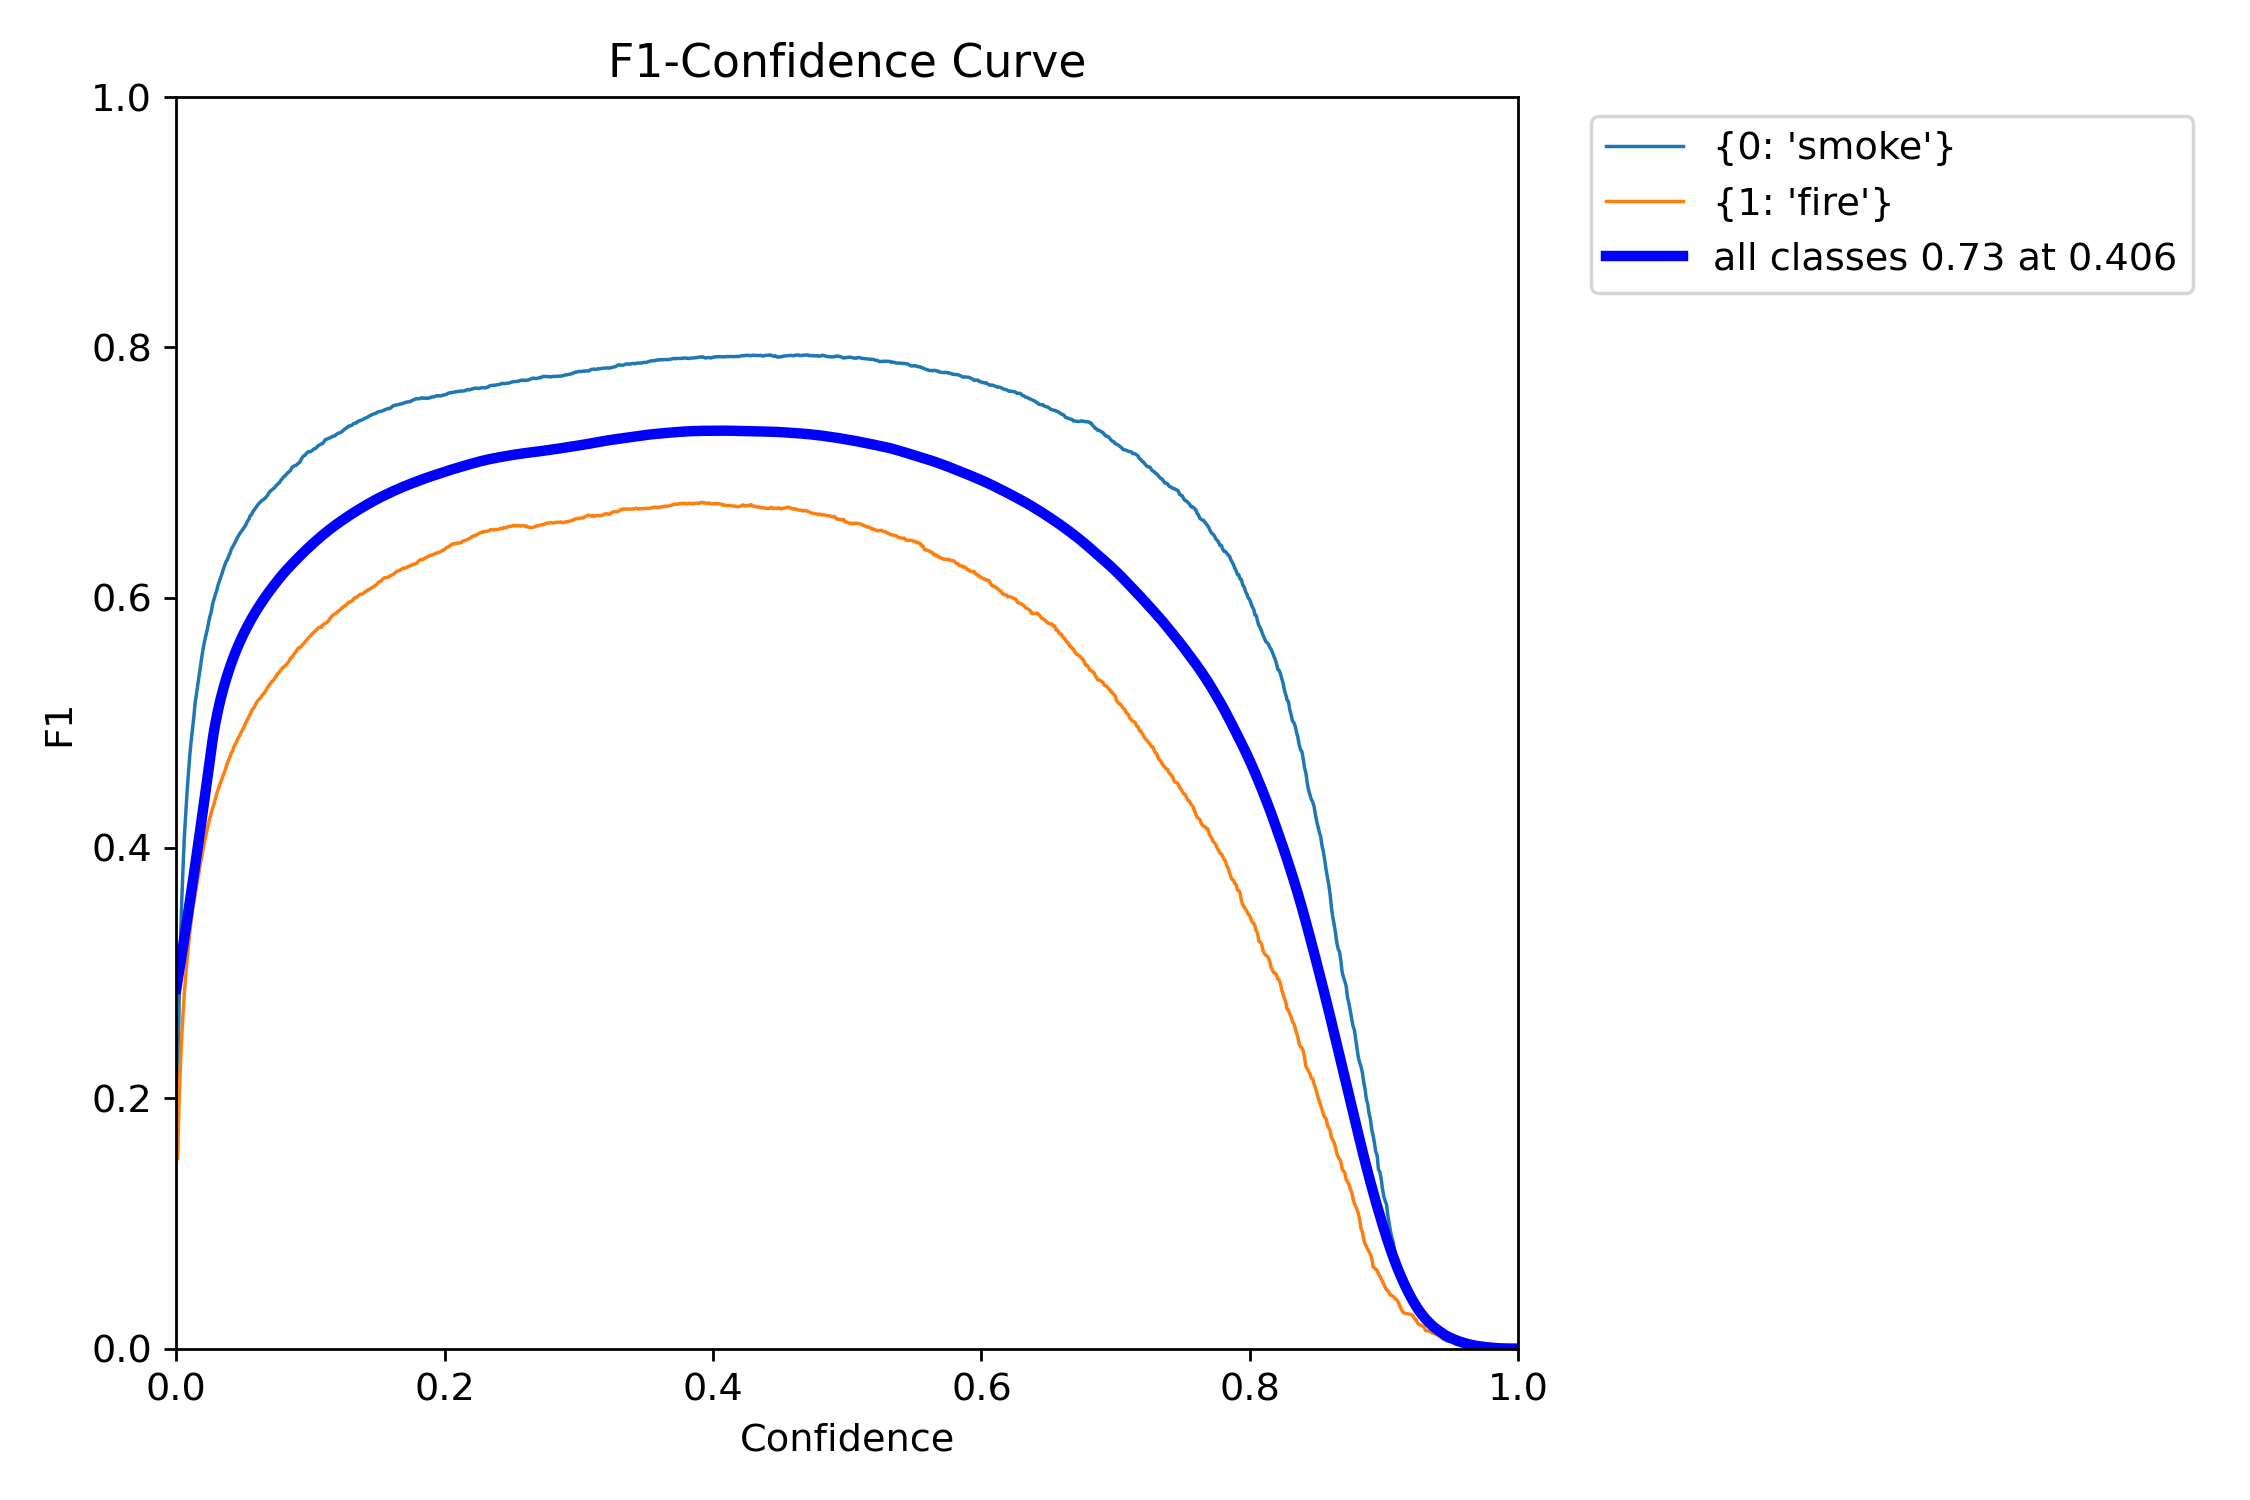 F1-Confidence Curve
1.0
0.8
0.6
0.4
0.2
0.0
F1
0.0 0.2 0.4 0.6 0.8 1.0
Confidence
{0: 'smoke'}
{1: 'fire'}
all classes 0.73 at 0.406